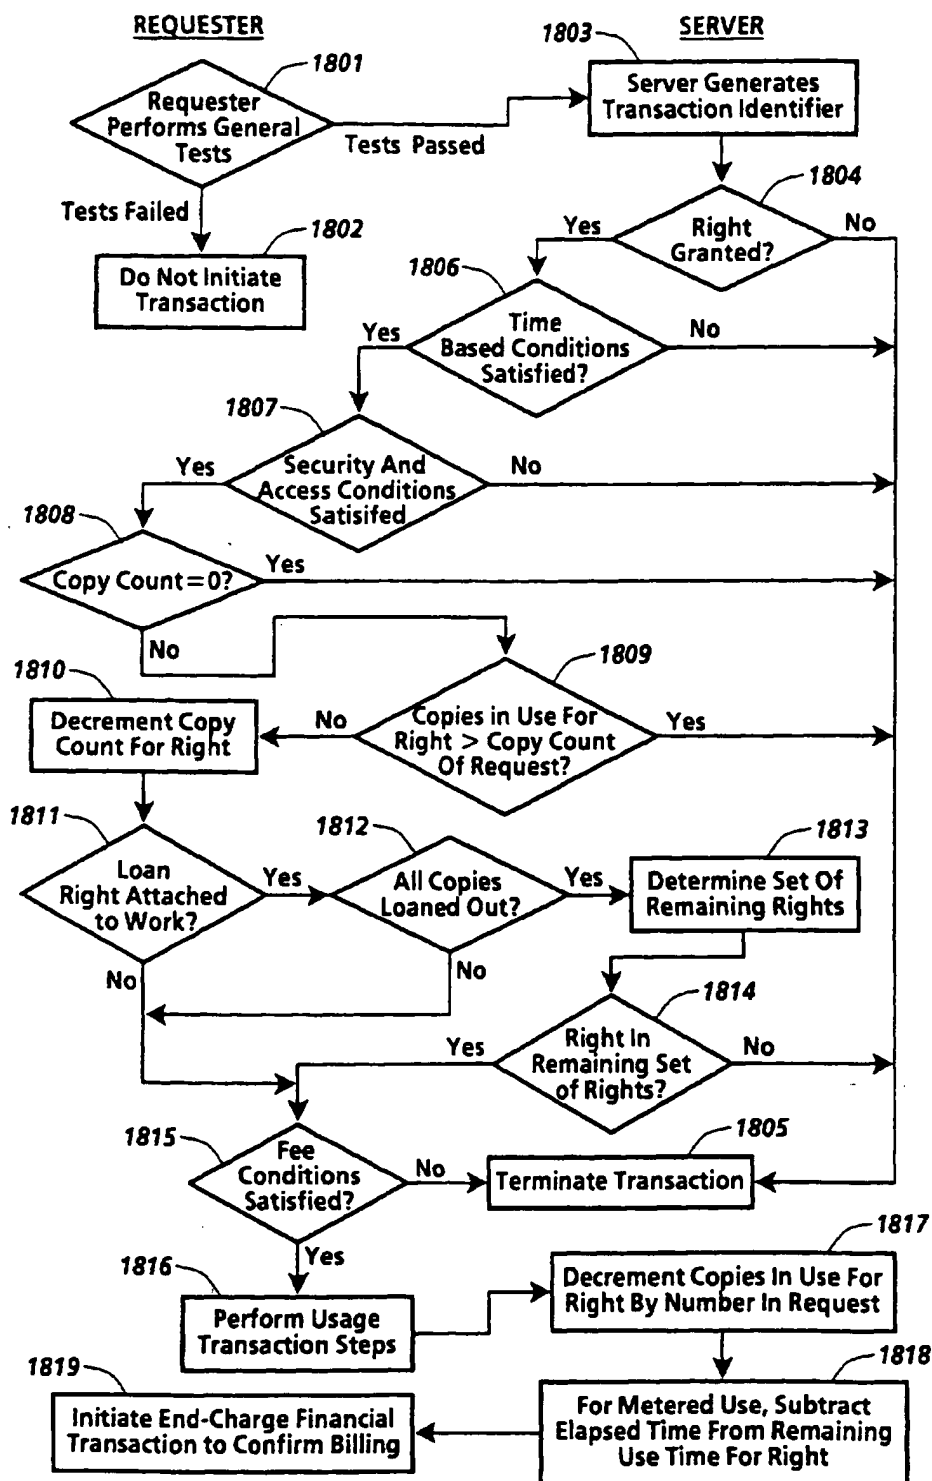 REQUESTER
SERVER
1801
1803
Requester
Performs General
Tests
Server Generates
Transaction Identifier
Tests Passed
Tests Failed
1802
Do Not Initiate
Transaction
1804
Right
Granted?
Yes
No
1806
Time
Based Conditions
Satisfied?
Yes
No
1807
Security And
Access Conditions
Satisifed
Yes
No
1808
Copy Count=0?
Yes
No
1809
Copies in Use For
Right > Copy Count
Of Request?
No
Yes
1810
Decrement Copy
Count For Right
1811
Loan
Right Attached
to Work?
Yes
No
1812
All Copies
Loaned Out?
Yes
No
1813
Determine Set Of
Remaining Rights
1814
Right In
Remaining Set
of Rights?
Yes
No
1815
Fee
Conditions
Satisfied?
No
Yes
1805
Terminate Transaction
1816
Perform Usage
Transaction Steps
1817
Decrement Copies In Use For
Right By Number In Request
1818
For Metered Use, Subtract
Elapsed Time From Remaining
Use Time For Right
1819
Initiate End-Charge Financial
Transaction to Confirm Billing